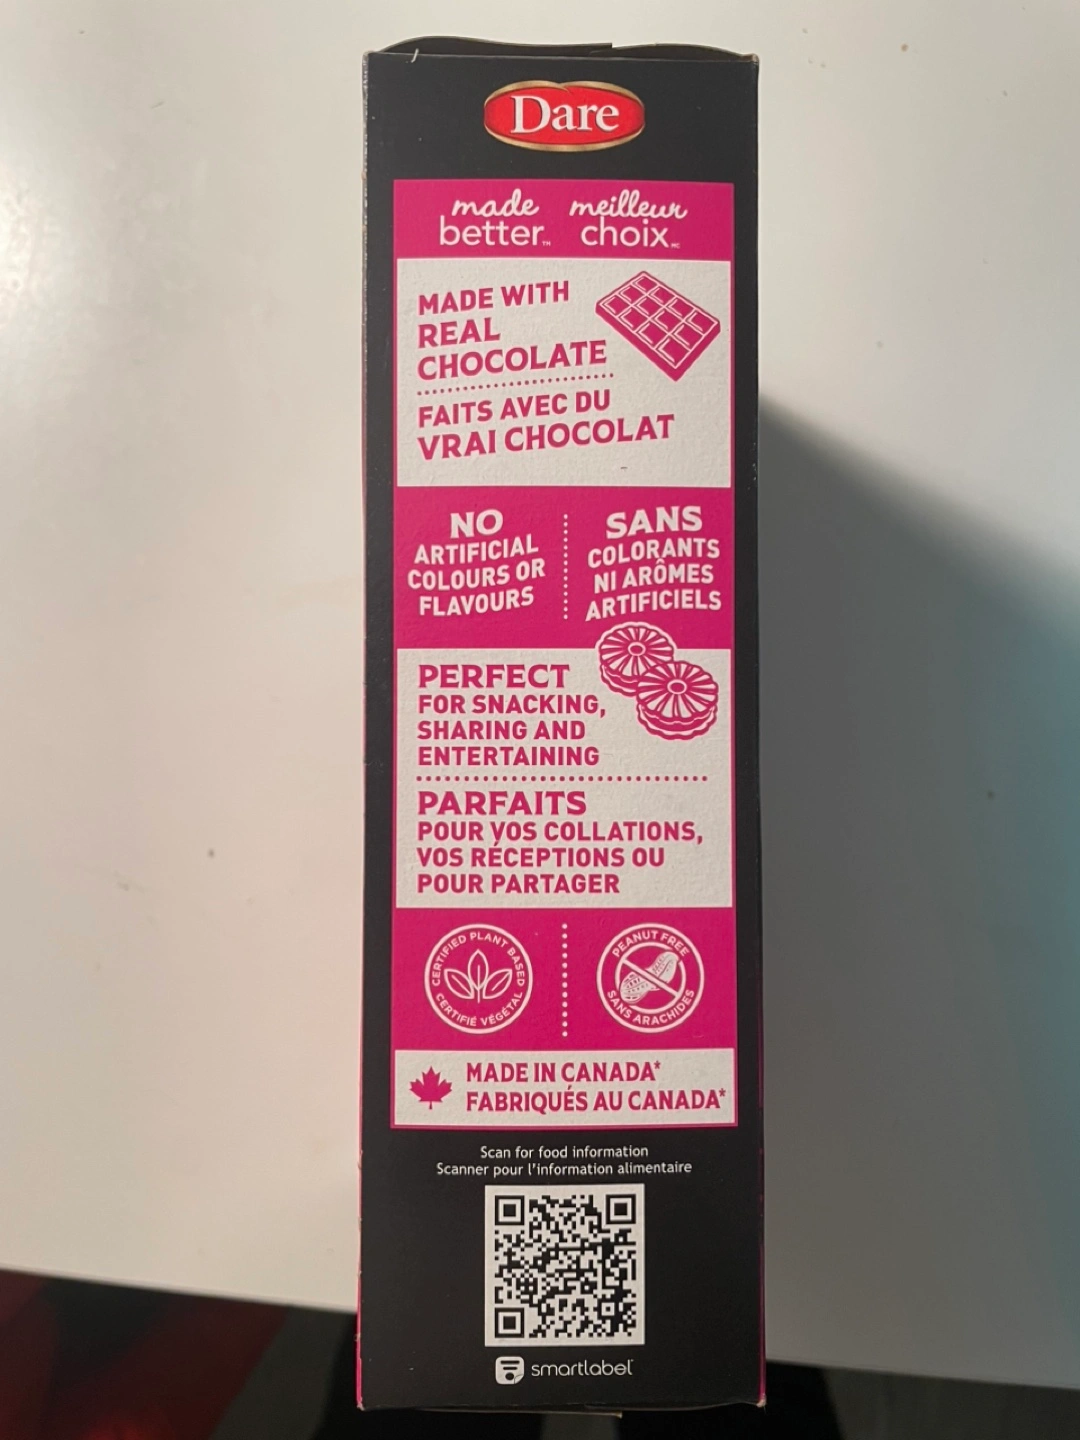 Dare
made meilleur
better™ choix MC
MADE WITH
REAL
CHOCOLATE
FAITS AVEC DU
VRAI CHOCOLAT
NO
ARTIFICIAL
COLOURS OR
FLAVOURS
SANS
COLORANTS
NI ARÔMES
ARTIFICIELS
PERFECT
FOR SNACKING,
SHARING AND
ENTERTAINING
PARFAITS
POUR VOS COLLATIONS,
VOS RÉCEPTIONS OU
POUR PARTAGER
CERTIFIED PLANT BASED
CERTIFIÉ VÉGÉTAL
PEANUT FREE
SANS ARACHIDES
MADE IN CANADA*
FABRIQUÉS AU CANADA*
Scan for food information
Scanner pour l'information alimentaire
smartlabel